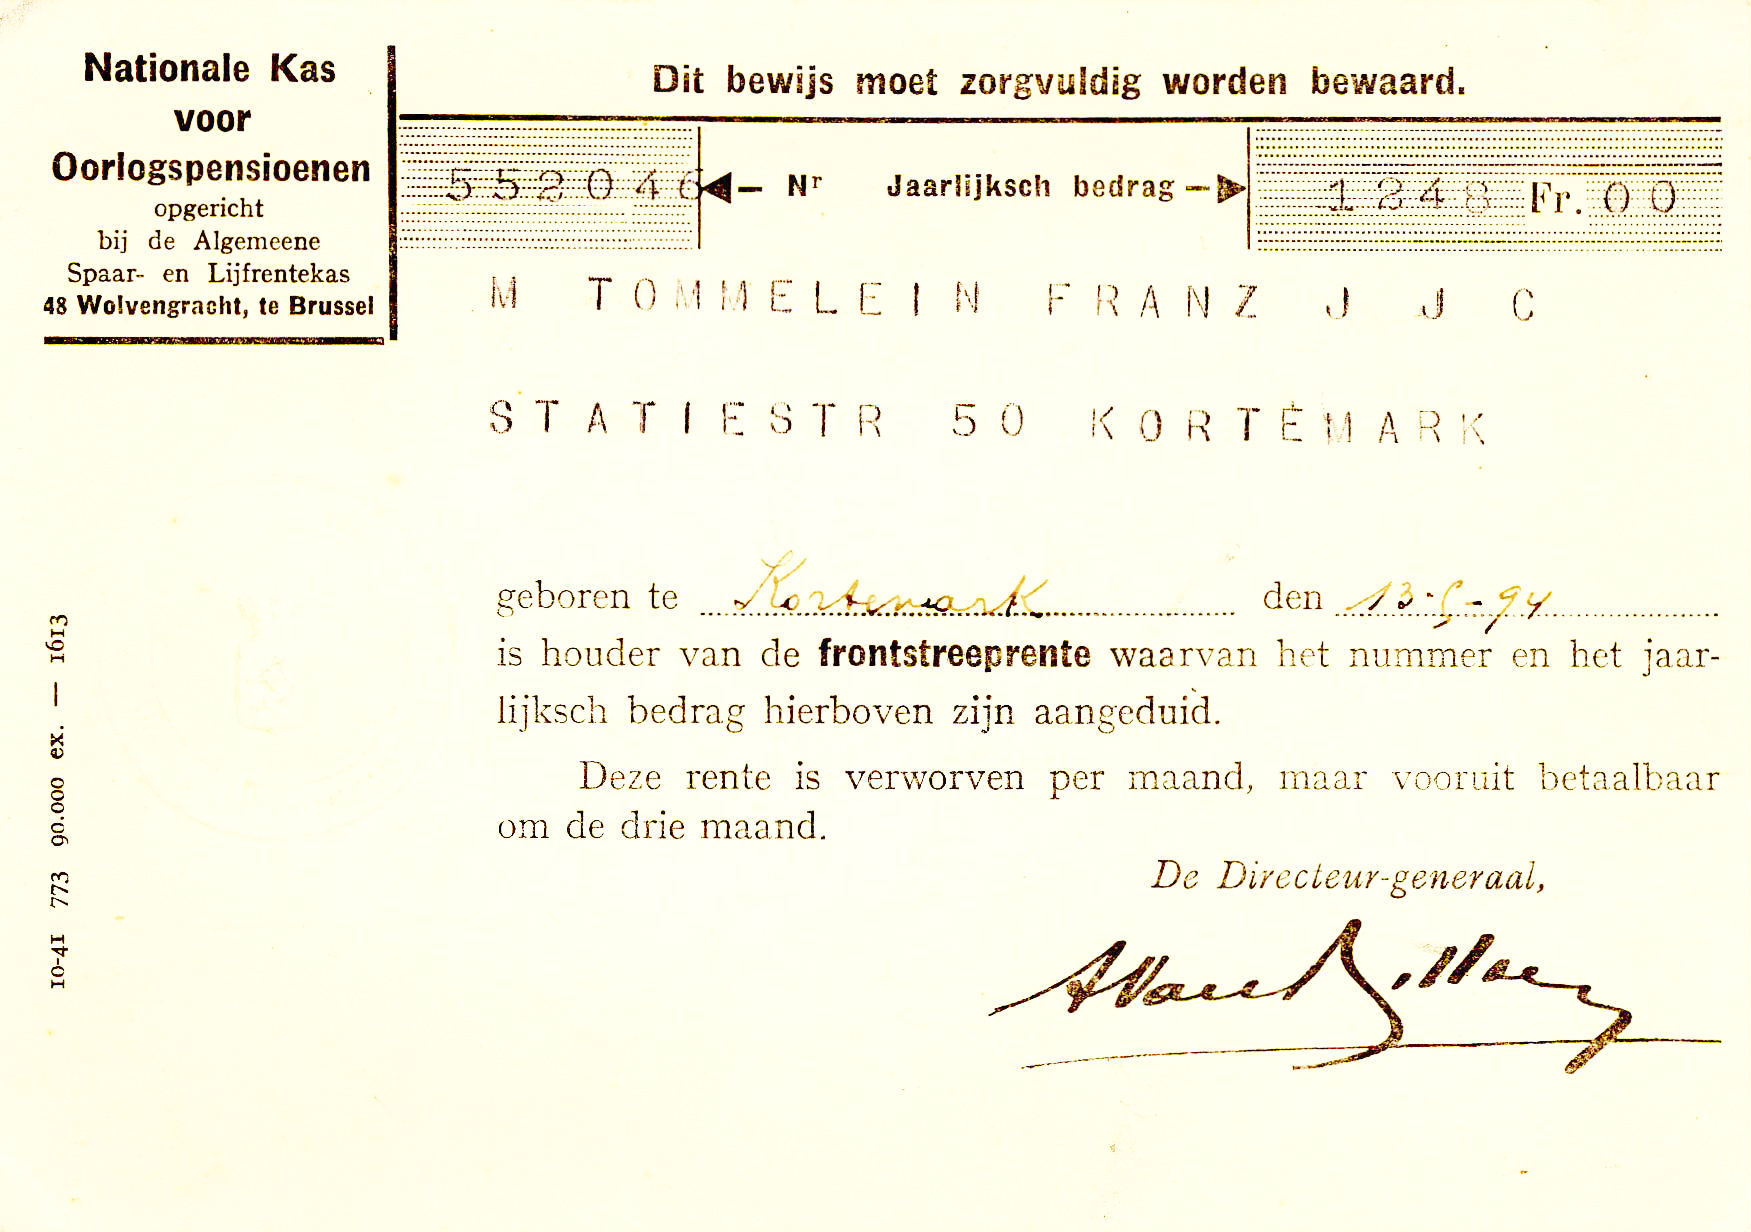 Nationale Kas
voor
Oorlogspensioenen
opgericht
bij de Algemeene
Spaar- en Lijfrentekas
48 Wolvengracht, te Brussel
Dit bewijs moet zorgvuldig worden bewaard.
552046 ◄— Nr Jaarlijksch bedrag —► 1248 Fr. 00
M TOMMELEIN FRANZ J J C
STATIESTR 50 KORTEMARK
geboren te Kortemark den 13-5-94
is houder van de frontstreeprente waarvan het nummer en het jaar-
lijksch bedrag hierboven zijn aangeduid.
Deze rente is verworven per maand, maar vooruit betaalbaar
om de drie maand.
De Directeur-generaal,
10-41 773 90.000 ex. — 1613